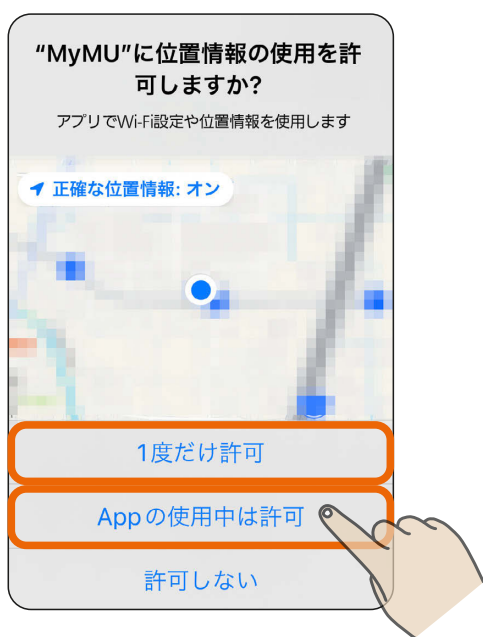 “MyMU”に位置情報の使用を許
可しますか?
アプリでWi-Fi設定や位置情報を使用します
正確な位置情報: オン
1度だけ許可
Appの使用中は許可
許可しない